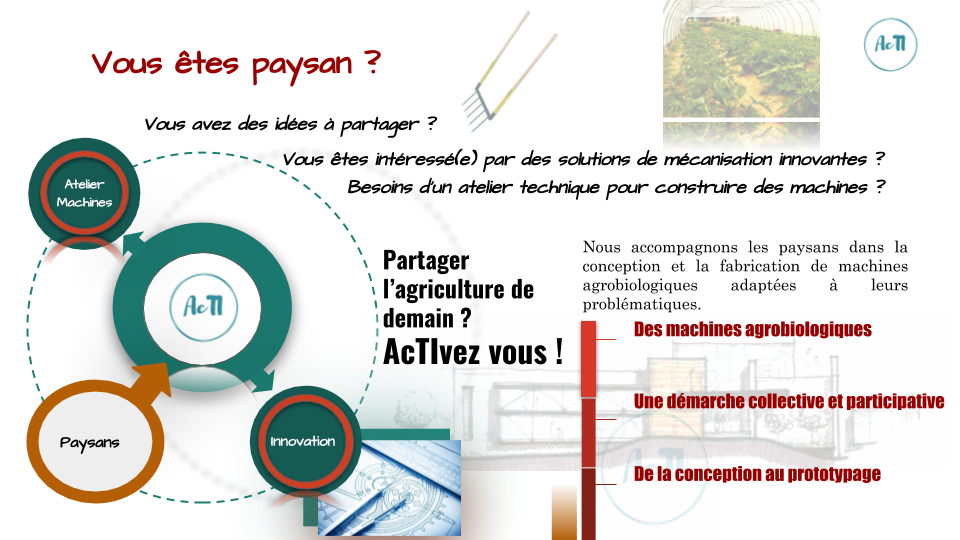 Vous êtes paysan ?
AcTI
Vous avez des idées à partager ?
Vous êtes intéressé(e) par des solutions de mécanisation innovantes ?
Besoins d'un atelier technique pour construire des machines ?
Atelier
Machines
AcTI
Paysans
Innovation
Partager
l’agriculture de
demain ?
AcTIvez vous !
Nous accompagnons les paysans dans la
conception et la fabrication de machines
agrobiologiques adaptées à leurs
problématiques.
Des machines agrobiologiques
Une démarche collective et participative
De la conception au prototypage
AcTI